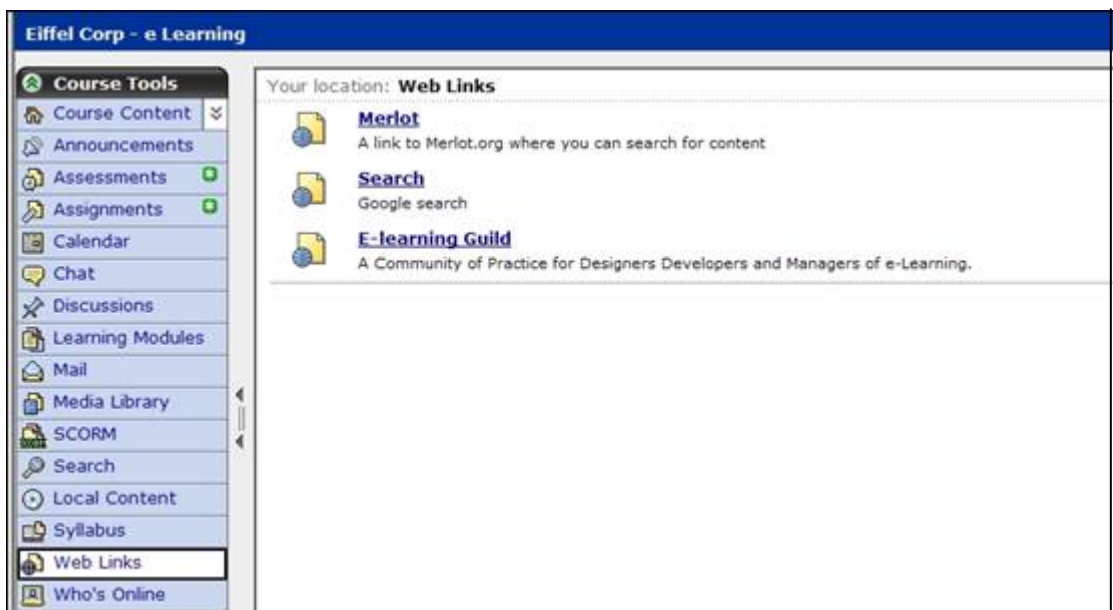 Eiffel Corp - e Learning
Course Tools
Course Content
Announcements
Assessments
Assignments
Calendar
Chat
Discussions
Learning Modules
Mail
Media Library
SCORM
Search
Local Content
Syllabus
Web Links
Who's Online
Your location: Web Links
Merlot
A link to Merlot.org where you can search for content
Search
Google search
E-learning Guild
A Community of Practice for Designers Developers and Managers of e-Learning.